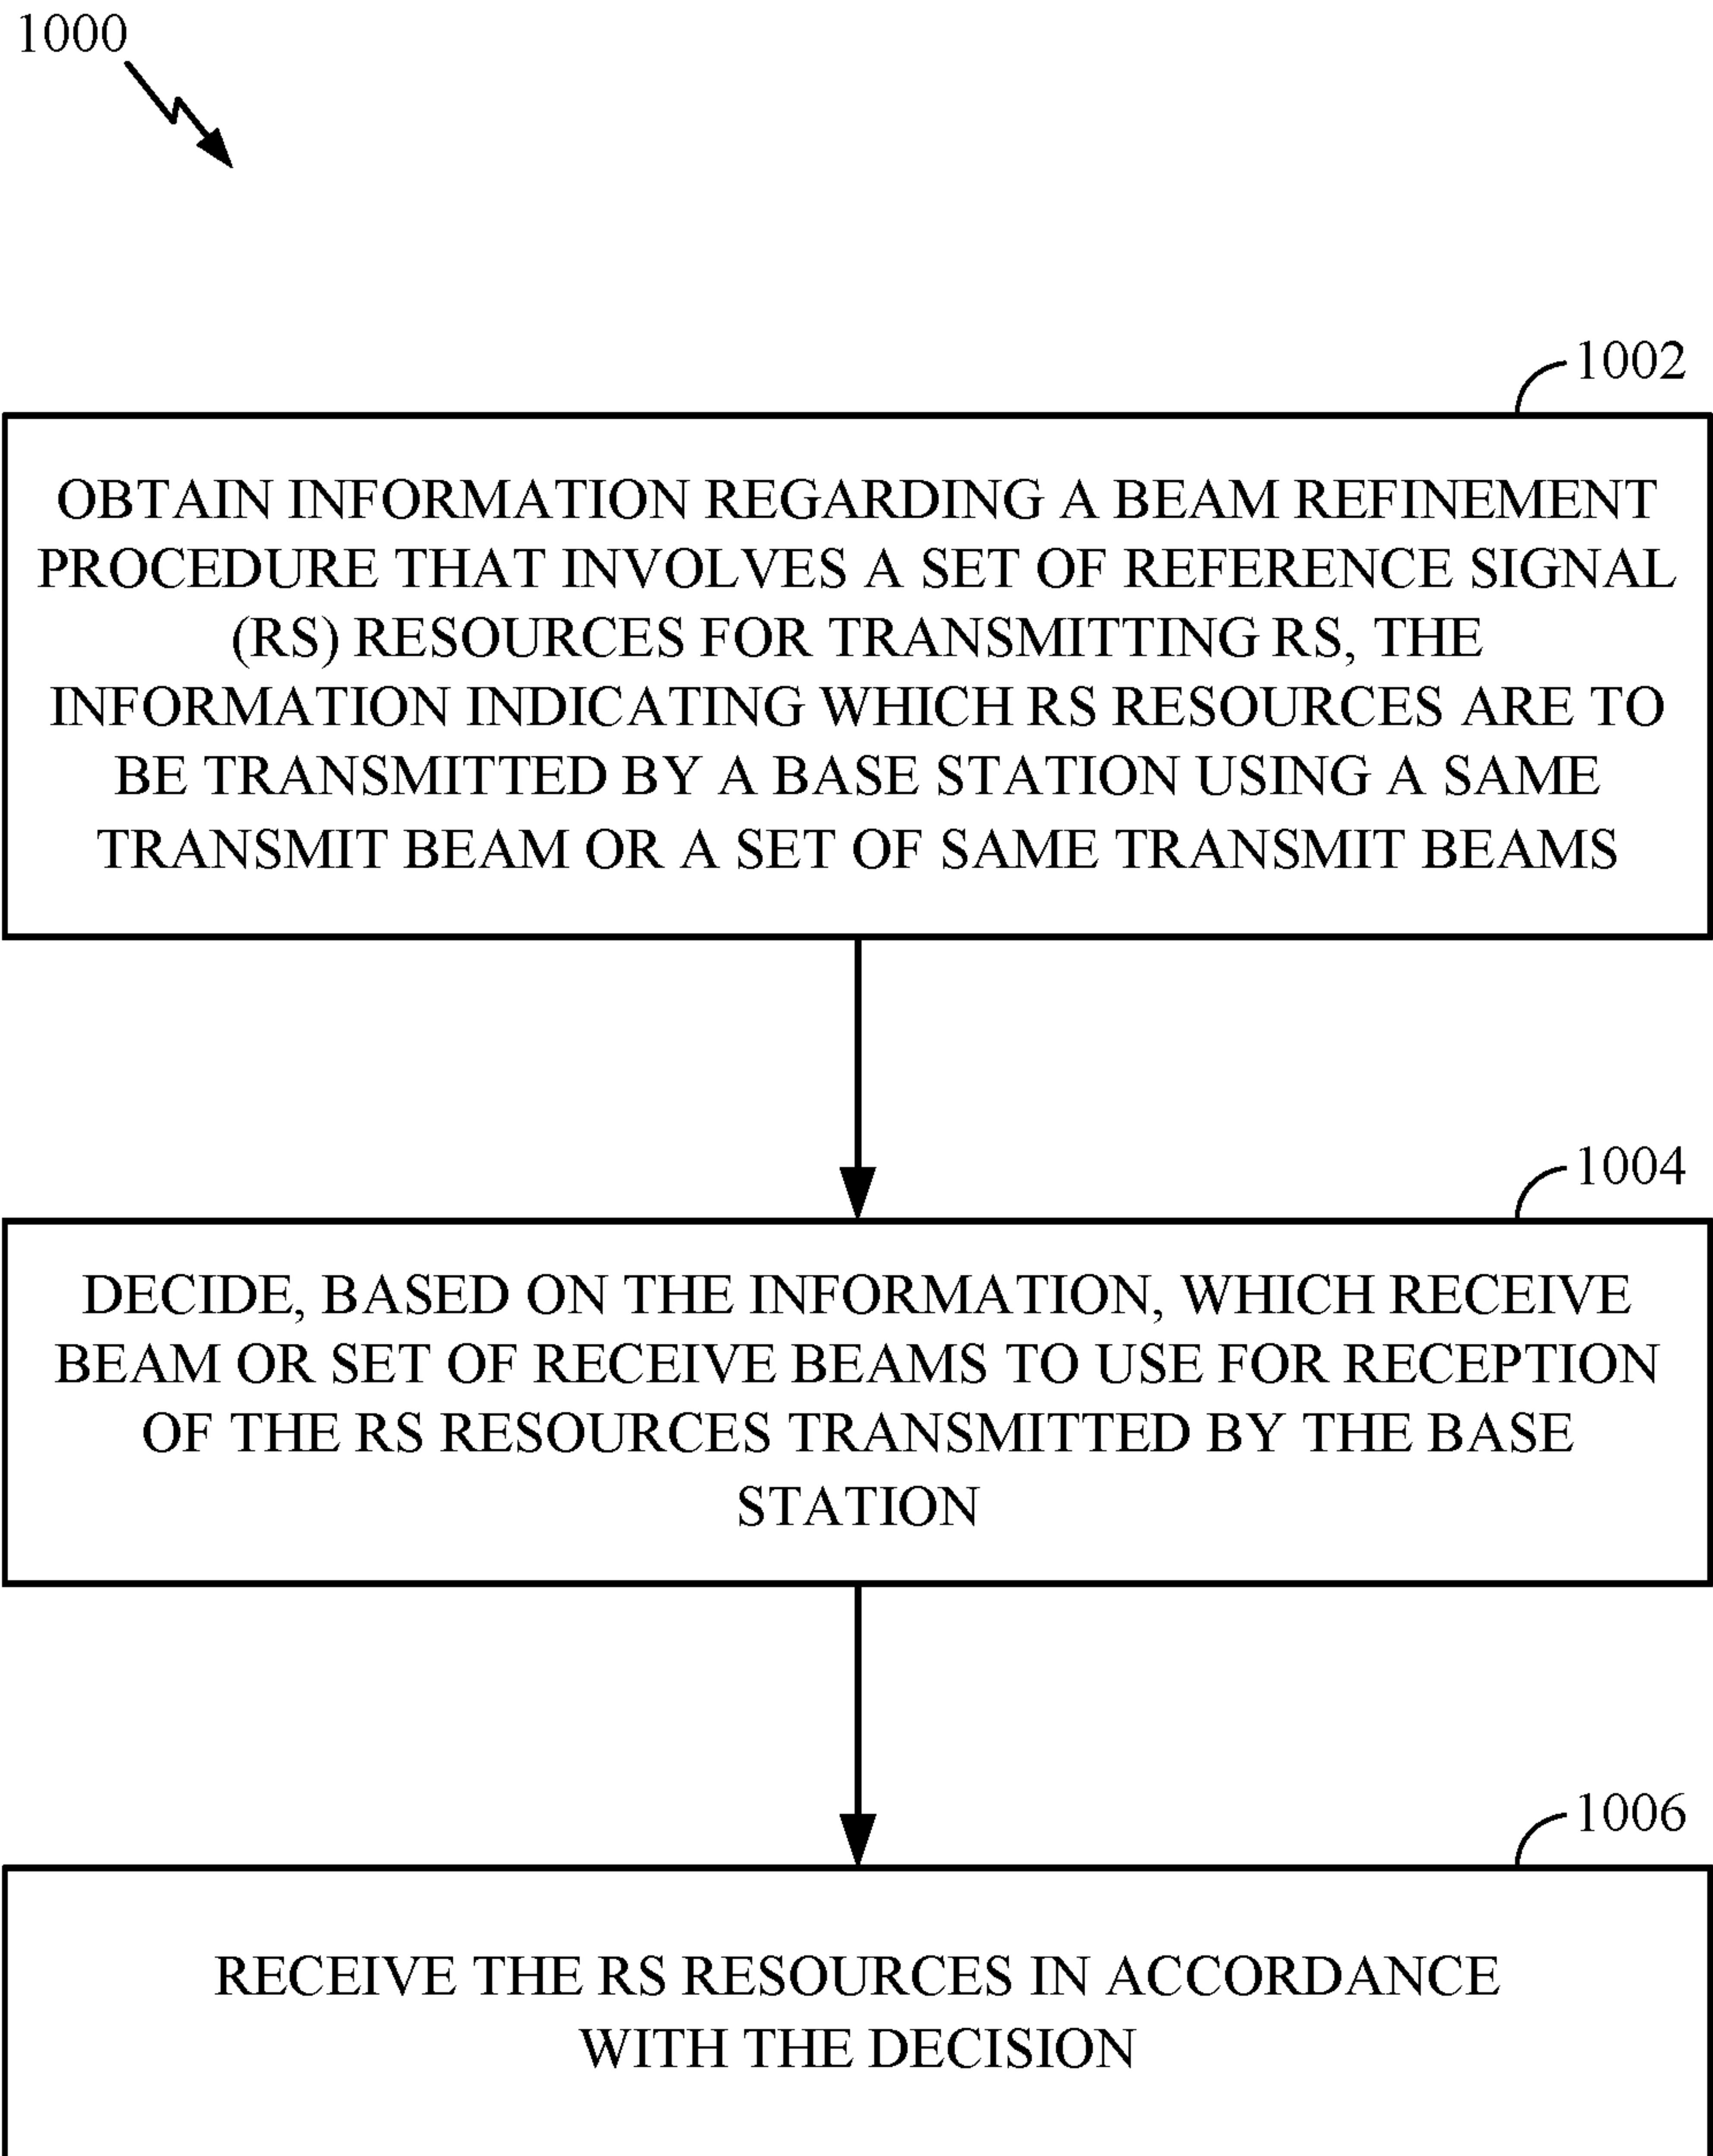 1000
1002
OBTAIN INFORMATION REGARDING A BEAM REFINEMENT
PROCEDURE THAT INVOLVES A SET OF REFERENCE SIGNAL
(RS) RESOURCES FOR TRANSMITTING RS, THE
INFORMATION INDICATING WHICH RS RESOURCES ARE TO
BE TRANSMITTED BY A BASE STATION USING A SAME
TRANSMIT BEAM OR A SET OF SAME TRANSMIT BEAMS
1004
DECIDE, BASED ON THE INFORMATION, WHICH RECEIVE
BEAM OR SET OF RECEIVE BEAMS TO USE FOR RECEPTION
OF THE RS RESOURCES TRANSMITTED BY THE BASE
STATION
1006
RECEIVE THE RS RESOURCES IN ACCORDANCE
WITH THE DECISION